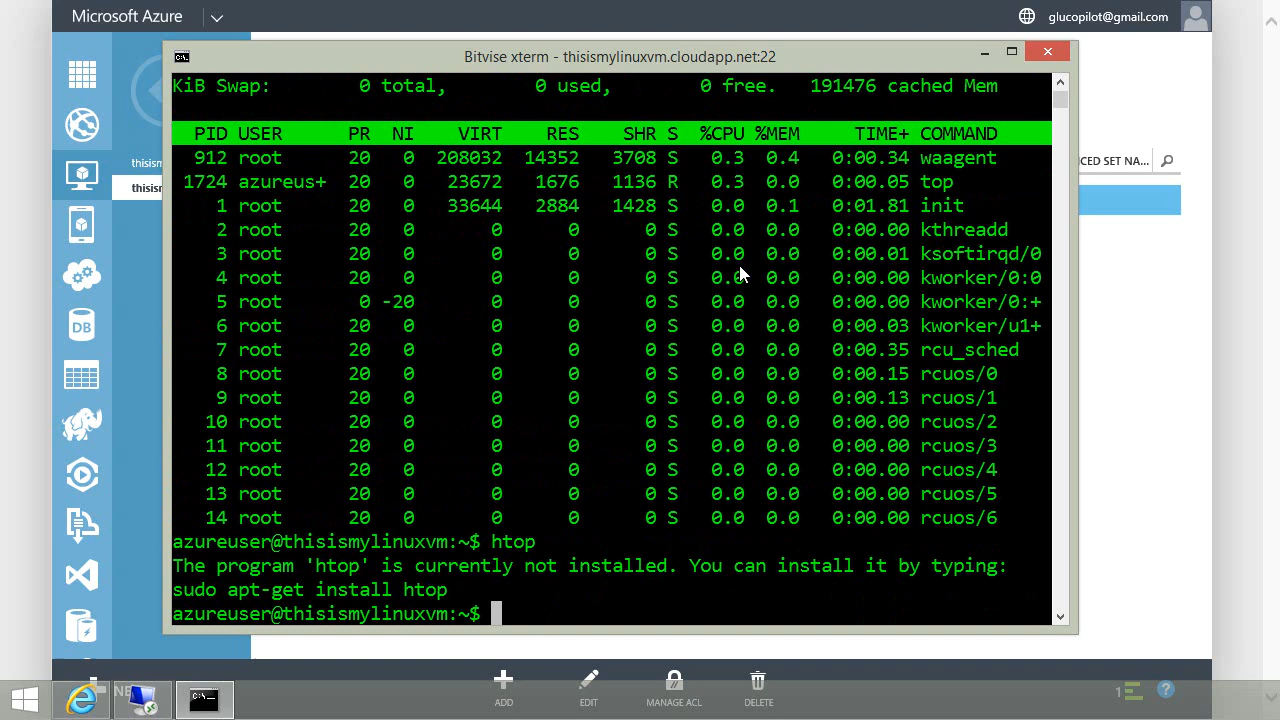 Microsoft Azure
glucopilot@gmail.com
Bitvise xterm - thisismylinuxvm.cloudapp.net:22
KiB Swap: 0 total, 0 used, 0 free. 191476 cached Mem
PID USER PR NI VIRT RES SHR S %CPU %MEM TIME+ COMMAND
912 root 20 0 208032 14352 3708 S 0.3 0.4 0:00.34 waagent
1724 azureus+ 20 0 23672 1676 1136 R 0.3 0.0 0:00.05 top
1 root 20 0 33644 2884 1428 S 0.0 0.1 0:01.81 init
2 root 20 0 0 0 0 S 0.0 0.0 0:00.00 kthreadd
3 root 20 0 0 0 0 S 0.0 0.0 0:00.01 ksoftirqd/0
4 root 20 0 0 0 0 S 0.0 0.0 0:00.00 kworker/0:0
5 root 0 -20 0 0 0 S 0.0 0.0 0:00.00 kworker/0:+
6 root 20 0 0 0 0 S 0.0 0.0 0:00.03 kworker/u1+
7 root 20 0 0 0 0 S 0.0 0.0 0:00.35 rcu_sched
8 root 20 0 0 0 0 S 0.0 0.0 0:00.15 rcuos/0
9 root 20 0 0 0 0 S 0.0 0.0 0:00.13 rcuos/1
10 root 20 0 0 0 0 S 0.0 0.0 0:00.00 rcuos/2
11 root 20 0 0 0 0 S 0.0 0.0 0:00.00 rcuos/3
12 root 20 0 0 0 0 S 0.0 0.0 0:00.00 rcuos/4
13 root 20 0 0 0 0 S 0.0 0.0 0:00.00 rcuos/5
14 root 20 0 0 0 0 S 0.0 0.0 0:00.00 rcuos/6
azureuser@thisismylinuxvm:~$ htop
The program 'htop' is currently not installed. You can install it by typing:
sudo apt-get install htop
azureuser@thisismylinuxvm:~$
thisism
thisism
CED SET NA...
DB
C:\_
ADD
EDIT
MANAGE ACL
DELETE
NE
1
?